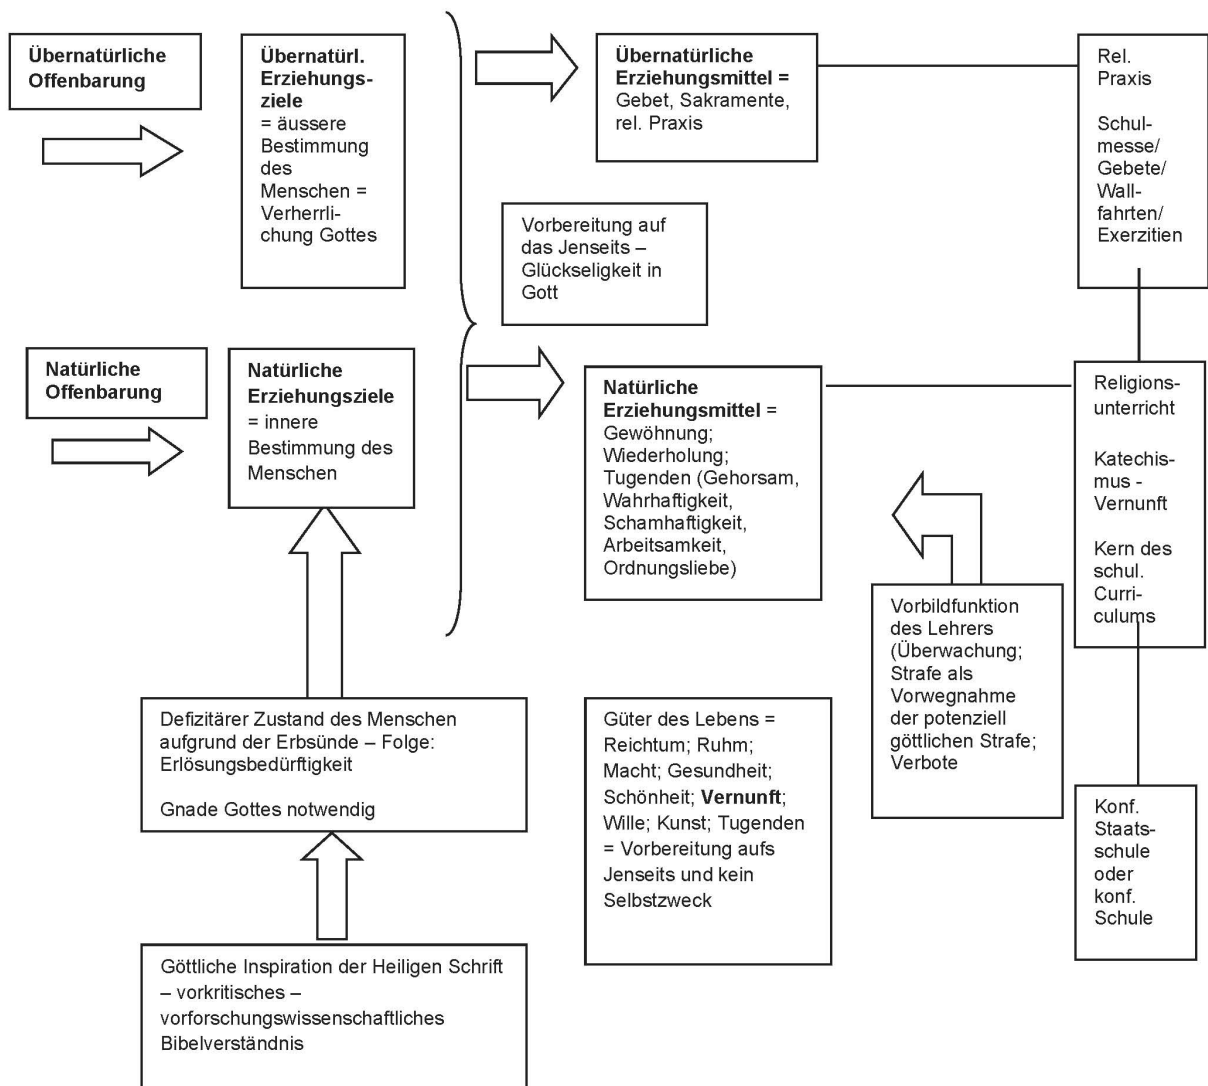 Übernatürliche
Offenbarung
Übernatürl.
Erziehungs-
ziele
= äussere
Bestimmung
des
Menschen =
Verherrli-
chung Gottes
Übernatürliche
Erziehungsmittel =
Gebet, Sakramente,
rel. Praxis
Rel.
Praxis
Schul-
messe/
Gebete/
Wall-
fahrten/
Exerzitien
Vorbereitung auf
das Jenseits –
Glückseligkeit in
Gott
Natürliche
Offenbarung
Natürliche
Erziehungsziele
= innere
Bestimmung des
Menschen
Natürliche
Erziehungsmittel =
Gewöhnung;
Wiederholung;
Tugenden (Gehorsam,
Wahrhaftigkeit,
Schamhaftigkeit,
Arbeitsamkeit,
Ordnungsliebe)
Religions-
unterricht
Katechis-
mus -
Vernunft
Kern des
schul.
Curri-
culums
Vorbildfunktion
des Lehrers
(Überwachung;
Strafe als
Vorwegnahme
der potenziell
göttlichen Strafe;
Verbote
Defizitärer Zustand des Menschen
aufgrund der Erbsünde – Folge:
Erlösungsbedürftigkeit
Gnade Gottes notwendig
Güter des Lebens =
Reichtum; Ruhm;
Macht; Gesundheit;
Schönheit; Vernunft;
Wille; Kunst; Tugenden
= Vorbereitung aufs
Jenseits und kein
Selbstzweck
Konf.
Staats-
schule
oder
konf.
Schule
Göttliche Inspiration der Heiligen Schrift
– vorkritisches –
vorforschungswissenschaftliches
Bibelverständnis